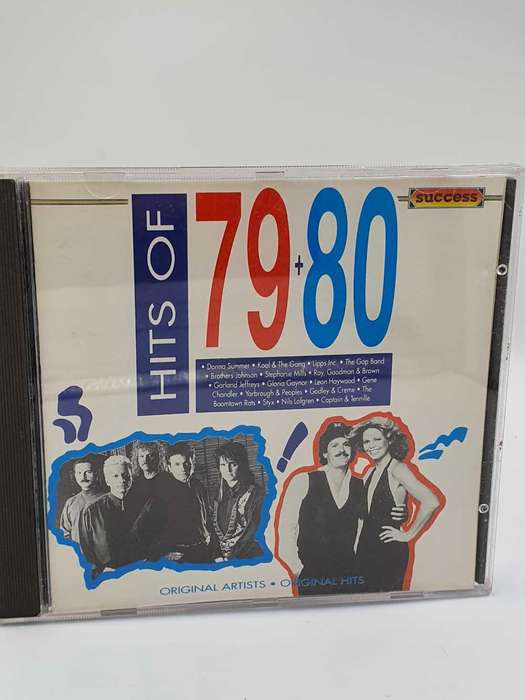 success
HITS OF
79+80
• Donna Summer • Kool & The Gang • Lipps Inc. • The Gap Band
• Brothers Johnson • Stephanie Mills • Ray, Goodman & Brown
• Garland Jeffreys • Gloria Gaynor • Leon Haywood • Gene
Chandler • Yarbrough & Peoples • Godley & Creme • The
Boomtown Rats • Styx • Nils Lofgren • Captain & Tennille
ORIGINAL ARTISTS • ORIGINAL HITS